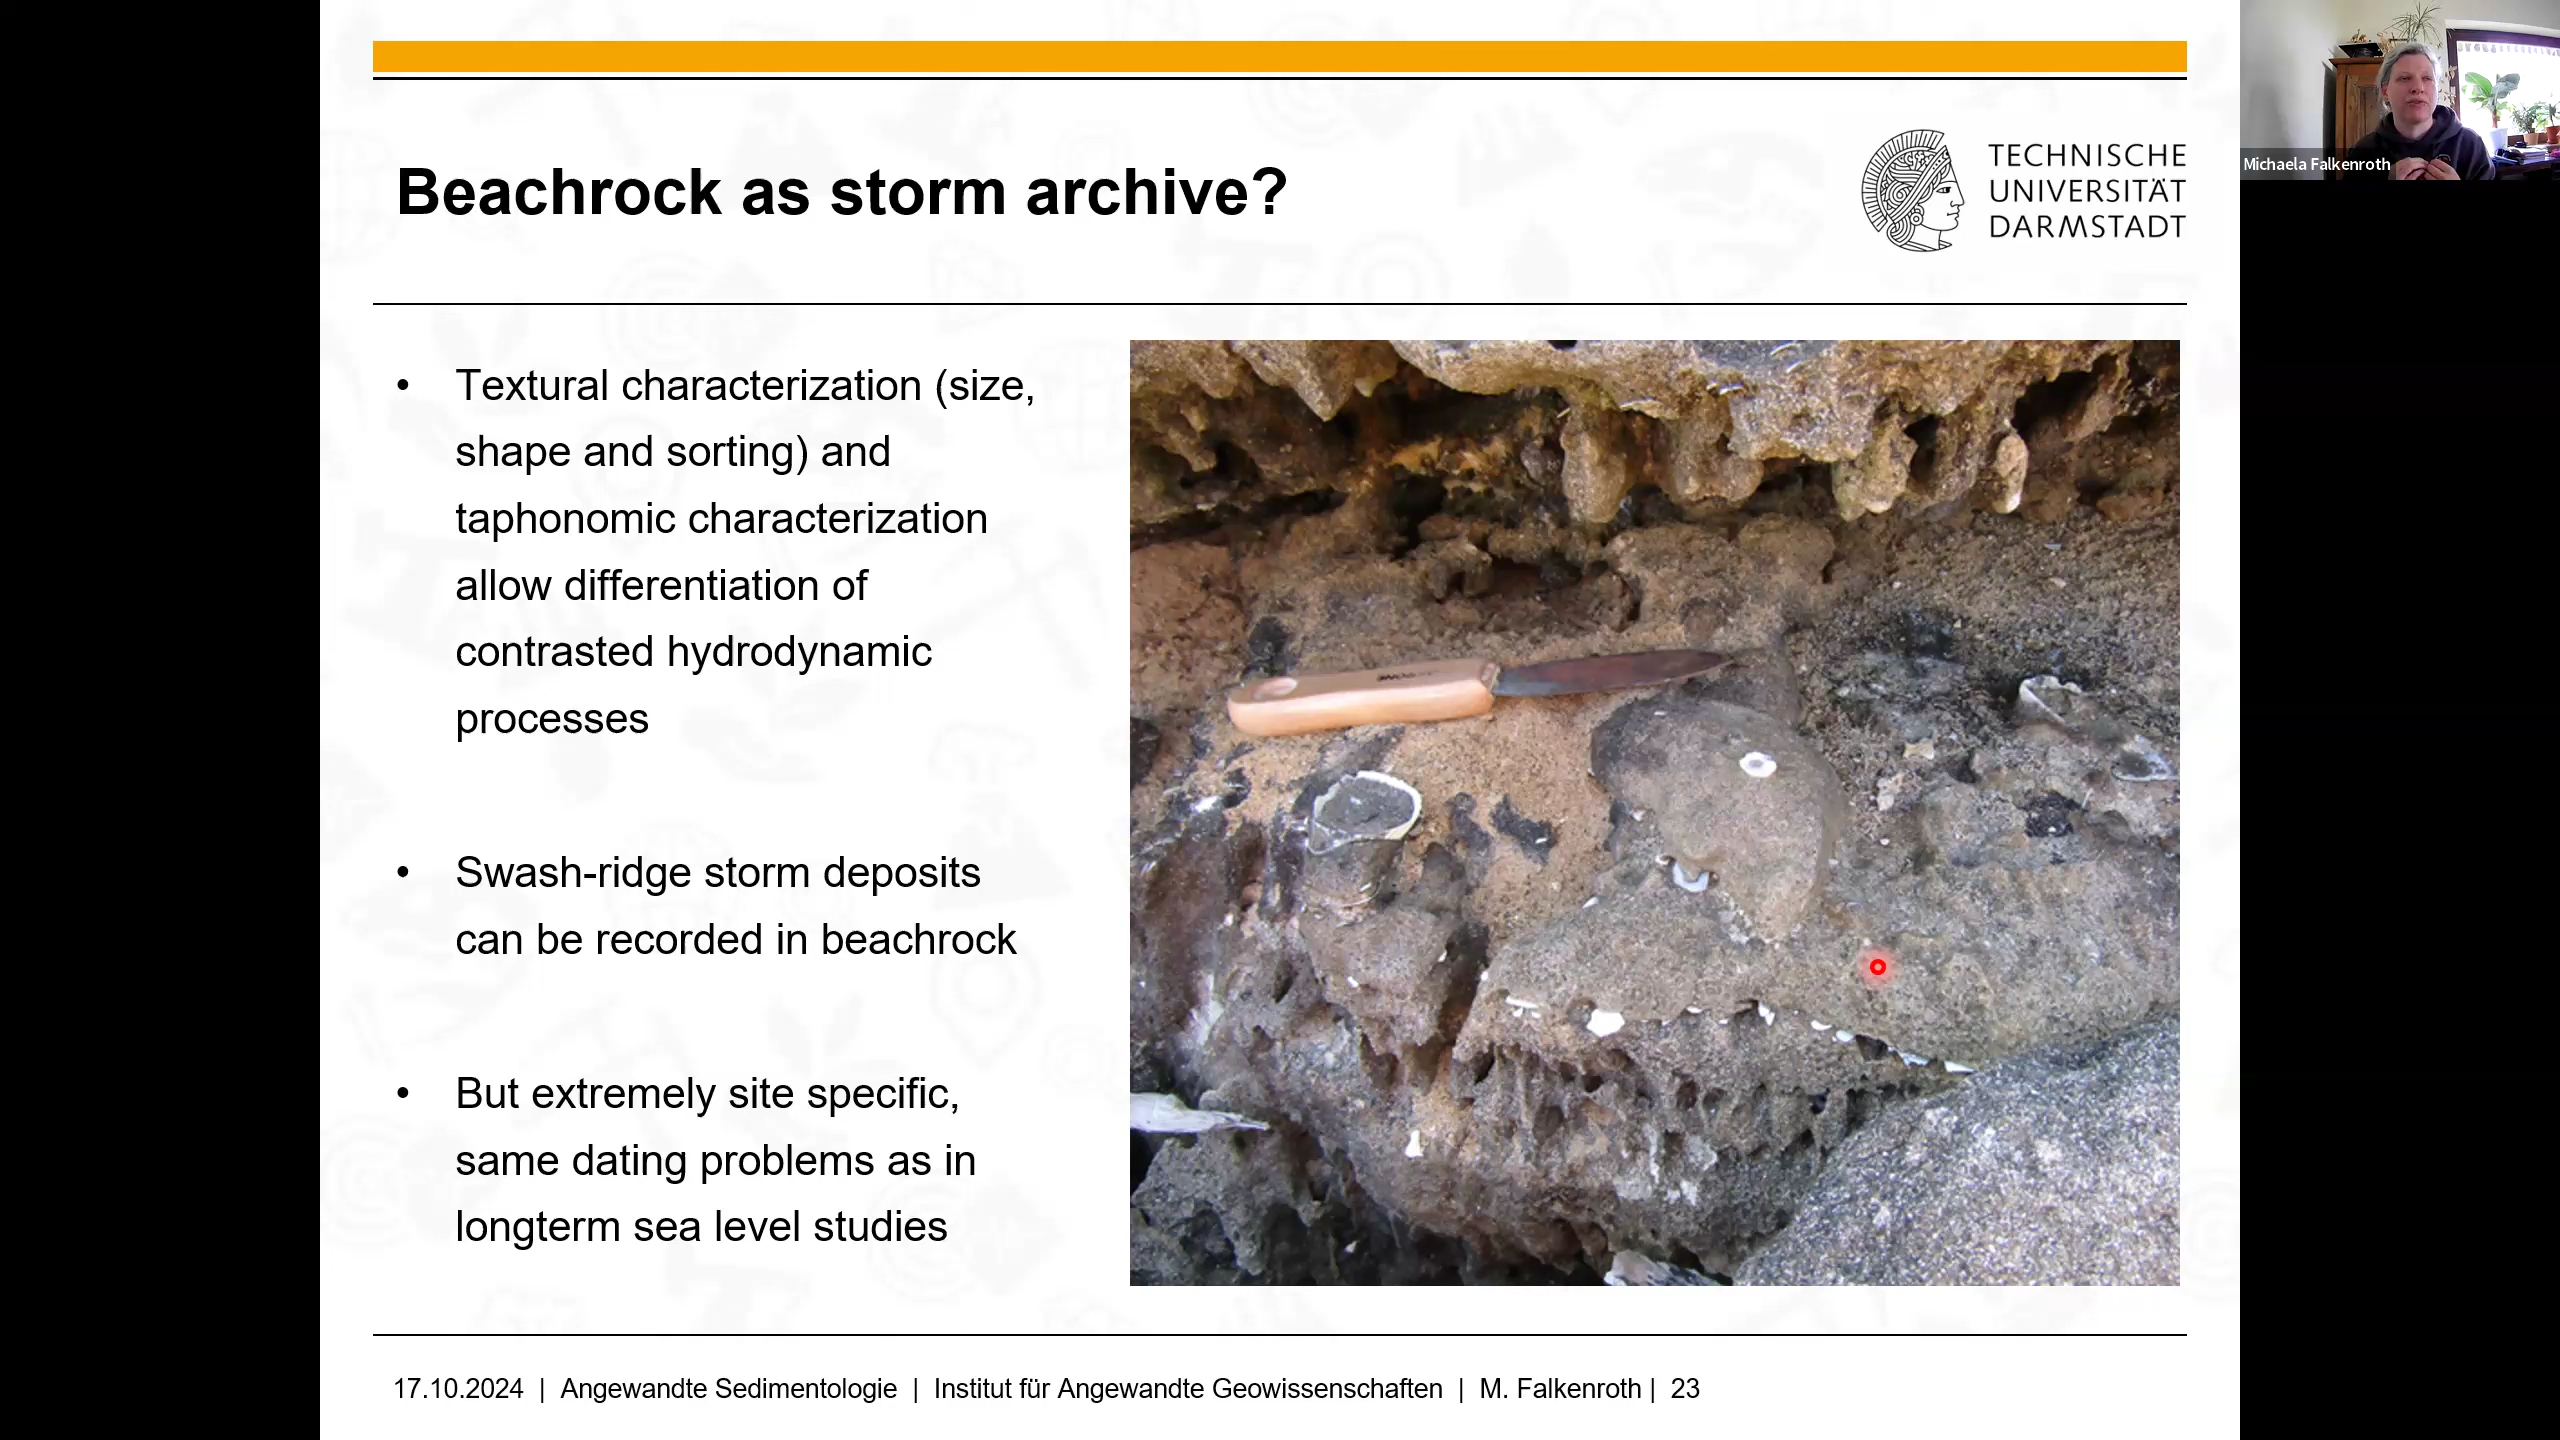 Beachrock as storm archive?
TECHNISCHE
UNIVERSITÄT
DARMSTADT
Michaela Falkenroth
• Textural characterization (size,
shape and sorting) and
taphonomic characterization
allow differentiation of
contrasted hydrodynamic
processes
• Swash-ridge storm deposits
can be recorded in beachrock
• But extremely site specific,
same dating problems as in
longterm sea level studies
17.10.2024 | Angewandte Sedimentologie | Institut für Angewandte Geowissenschaften | M. Falkenroth | 23